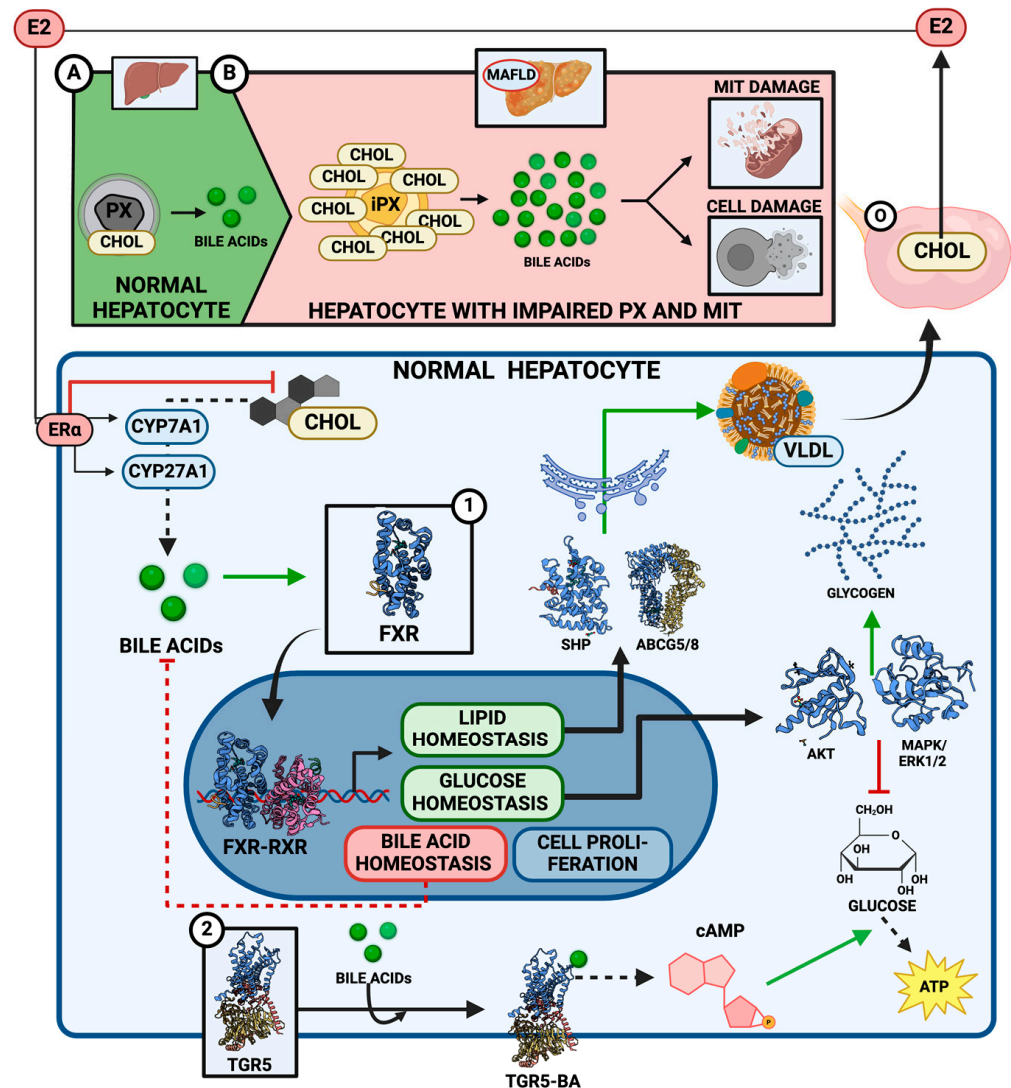 E2
E2
A
B
MAFLD
MIT DAMAGE
CHOL
CHOL
CHOL
iPX
CHOL
CHOL
CHOL
CHOL
PX
CHOL
BILE ACIDs
BILE ACIDs
CELL DAMAGE
O
CHOL
NORMAL
HEPATOCYTE
HEPATOCYTE WITH IMPAIRED PX AND MIT
NORMAL HEPATOCYTE
ERα
CYP7A1
CHOL
CYP27A1
VLDL
1
FXR
BILE ACIDs
SHP
ABCG5/8
GLYCOGEN
LIPID
HOMEOSTASIS
GLUCOSE
HOMEOSTASIS
AKT
MAPK/
ERK1/2
FXR-RXR
BILE ACID
HOMEOSTASIS
CELL PROLI-
FERATION
CH₂OH
O
OH
OH
OH
OH
GLUCOSE
2
BILE ACIDs
cAMP
P
ATP
TGR5
TGR5-BA